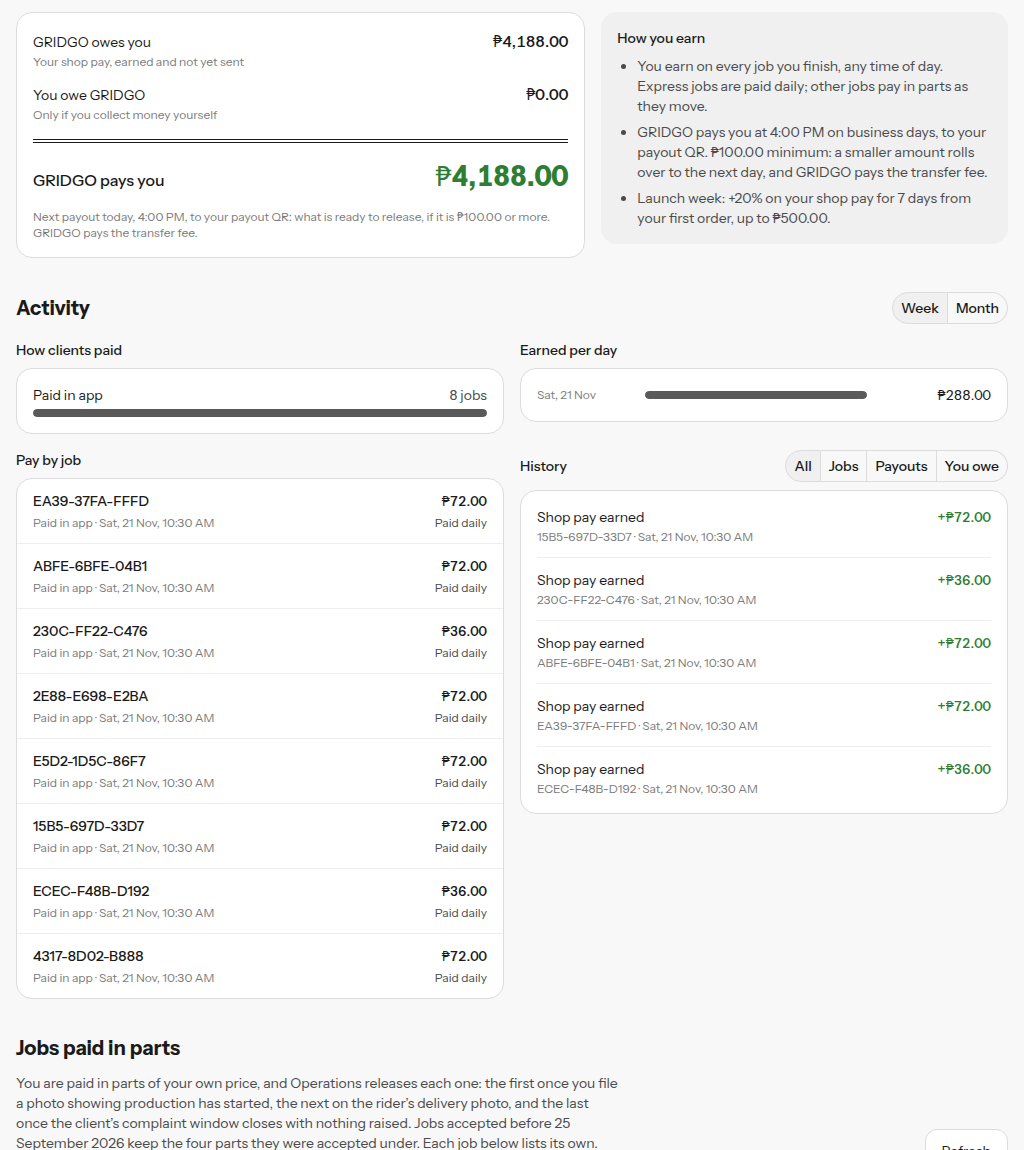 GRIDGO owes you ₱4,188.00
Your shop pay, earned and not yet sent
You owe GRIDGO ₱0.00
Only if you collect money yourself
GRIDGO pays you ₱4,188.00
Next payout today, 4:00 PM, to your payout QR: what is ready to release, if it is ₱100.00 or more.
GRIDGO pays the transfer fee.
How you earn
• You earn on every job you finish, any time of day.
Express jobs are paid daily; other jobs pay in parts as
they move.
• GRIDGO pays you at 4:00 PM on business days, to your
payout QR. ₱100.00 minimum: a smaller amount rolls
over to the next day, and GRIDGO pays the transfer fee.
• Launch week: +20% on your shop pay for 7 days from
your first order, up to ₱500.00.
Activity
Week Month
How clients paid
Paid in app 8 jobs
Earned per day
Sat, 21 Nov ₱288.00
Pay by job
EA39-37FA-FFFD ₱72.00
Paid in app · Sat, 21 Nov, 10:30 AM Paid daily
ABFE-6BFE-04B1 ₱72.00
Paid in app · Sat, 21 Nov, 10:30 AM Paid daily
230C-FF22-C476 ₱36.00
Paid in app · Sat, 21 Nov, 10:30 AM Paid daily
2E88-E698-E2BA ₱72.00
Paid in app · Sat, 21 Nov, 10:30 AM Paid daily
E5D2-1D5C-86F7 ₱72.00
Paid in app · Sat, 21 Nov, 10:30 AM Paid daily
15B5-697D-33D7 ₱72.00
Paid in app · Sat, 21 Nov, 10:30 AM Paid daily
ECEC-F48B-D192 ₱36.00
Paid in app · Sat, 21 Nov, 10:30 AM Paid daily
4317-8D02-B888 ₱72.00
Paid in app · Sat, 21 Nov, 10:30 AM Paid daily
History
All Jobs Payouts You owe
Shop pay earned +₱72.00
15B5-697D-33D7 · Sat, 21 Nov, 10:30 AM
Shop pay earned +₱36.00
230C-FF22-C476 · Sat, 21 Nov, 10:30 AM
Shop pay earned +₱72.00
ABFE-6BFE-04B1 · Sat, 21 Nov, 10:30 AM
Shop pay earned +₱72.00
EA39-37FA-FFFD · Sat, 21 Nov, 10:30 AM
Shop pay earned +₱36.00
ECEC-F48B-D192 · Sat, 21 Nov, 10:30 AM
Jobs paid in parts
You are paid in parts of your own price, and Operations releases each one: the first once you file
a photo showing production has started, the next on the rider's delivery photo, and the last
once the client's complaint window closes with nothing raised. Jobs accepted before 25
September 2026 keep the four parts they were accepted under. Each job below lists its own.
Refresh